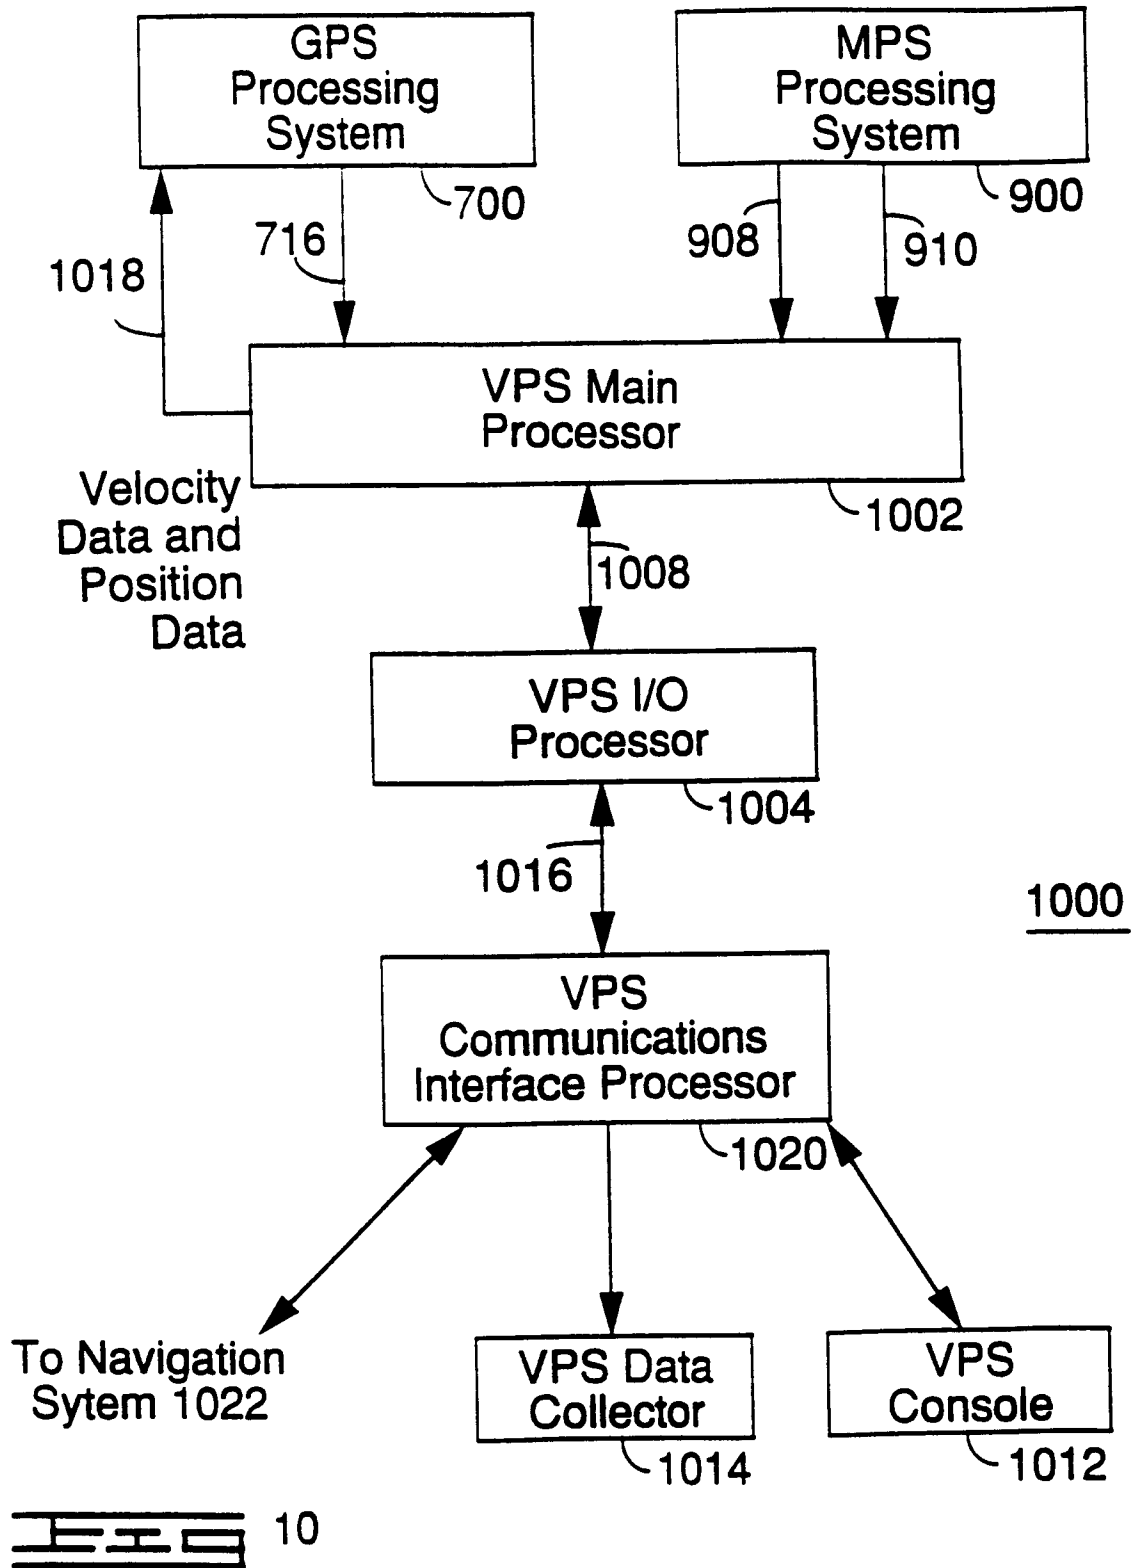 GPS
Processing
System
MPS
Processing
System
700
900
716
908
910
1018
VPS Main
Processor
Velocity
Data and
Position
Data
1002
1008
VPS I/O
Processor
1004
1016
1000
VPS
Communications
Interface Processor
1020
To Navigation
Sytem 1022
VPS Data
Collector
VPS
Console
1014
1012
FIG 10